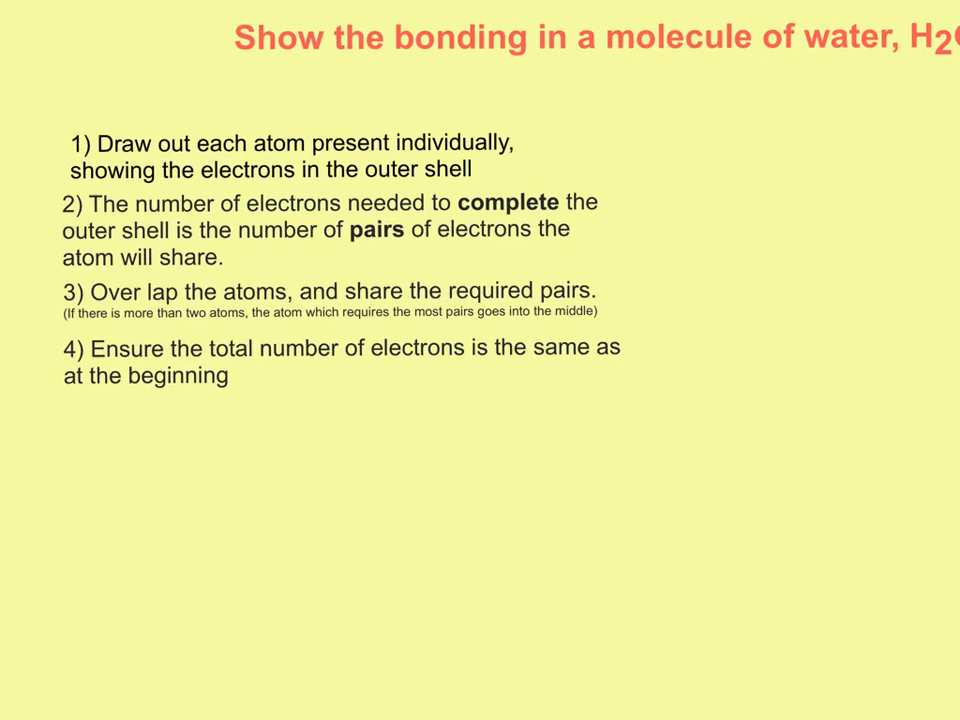 Show the bonding in a molecule of water, H2
1) Draw out each atom present individually,
showing the electrons in the outer shell
2) The number of electrons needed to complete the
outer shell is the number of pairs of electrons the
atom will share.
3) Over lap the atoms, and share the required pairs.
(If there is more than two atoms, the atom which requires the most pairs goes into the middle)
4) Ensure the total number of electrons is the same as
at the beginning